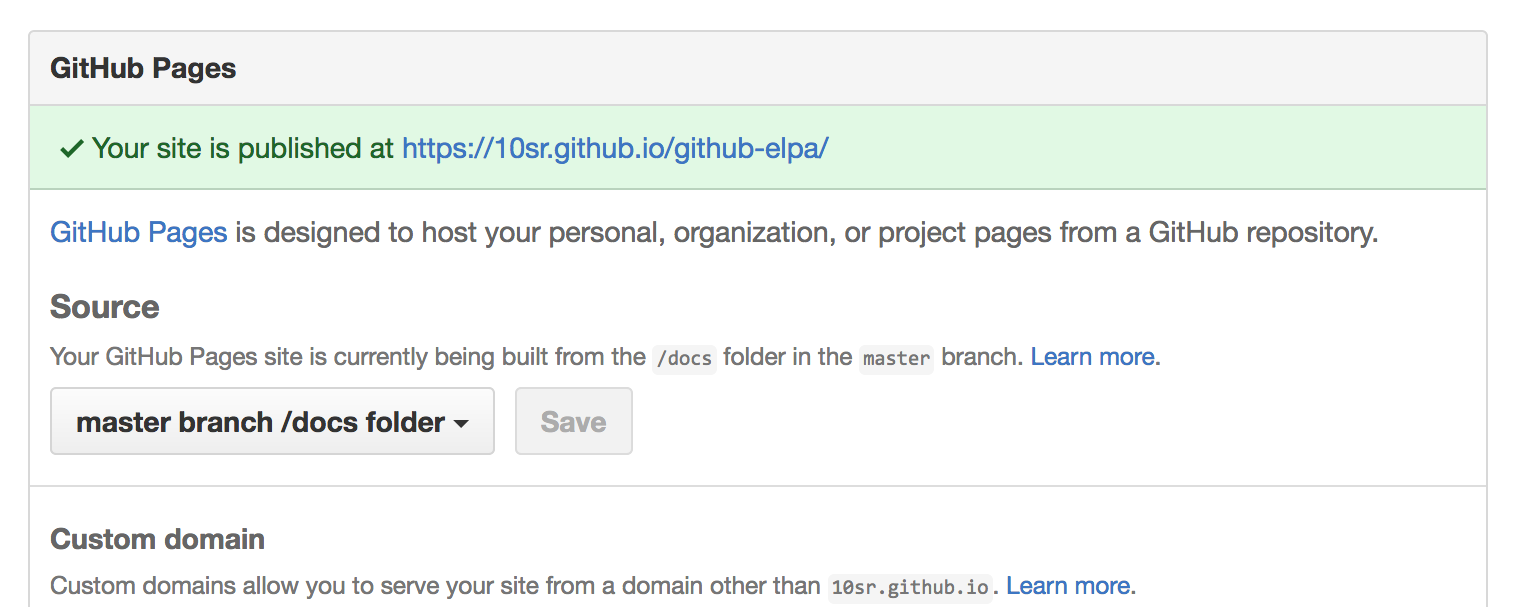 GitHub Pages
Your site is published at https://10sr.github.io/github-elpa/
GitHub Pages is designed to host your personal, organization, or project pages from a GitHub repository.
Source
Your GitHub Pages site is currently being built from the /docs folder in the master branch. Learn more.
master branch /docs folder Save
Custom domain
Custom domains allow you to serve your site from a domain other than 10sr.github.io. Learn more.